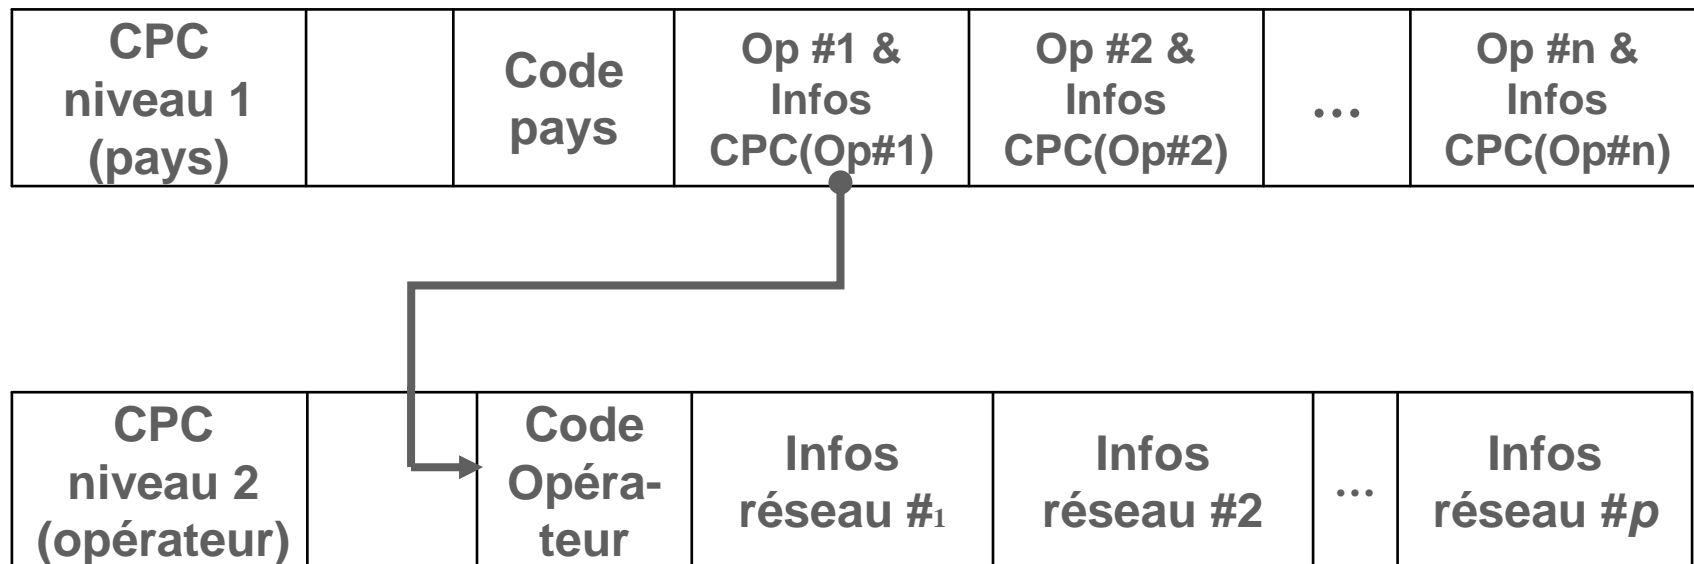 CPC
niveau 1
(pays)
Code
pays
Op #1 &
Infos
CPC(Op#1)
Op #2 &
Infos
CPC(Op#2)
...
Op #n &
Infos
CPC(Op#n)
CPC
niveau 2
(opérateur)
Code
Opéra-
teur
Infos
réseau #1
Infos
réseau #2
...
Infos
réseau #p